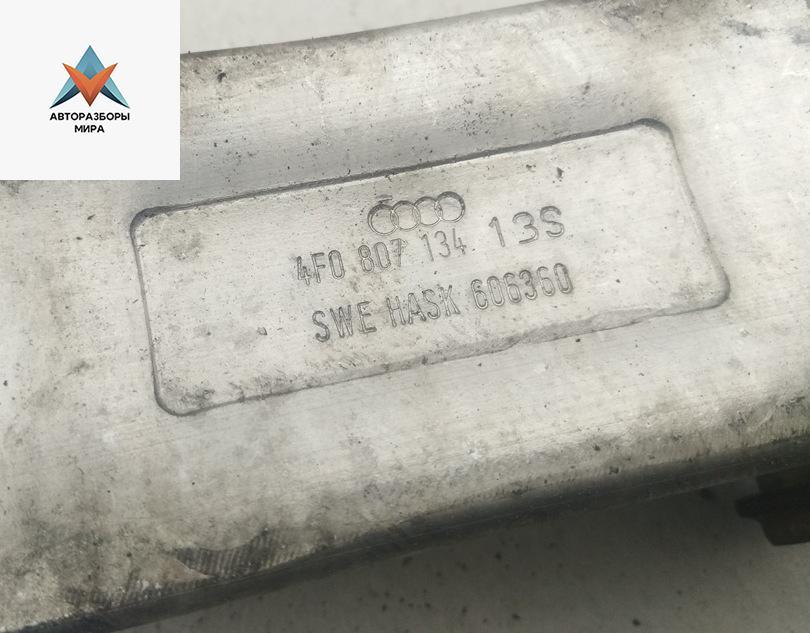 АВТОРАЗБОРЫ
МИРА
4F0 807 134 13S
SWE HASK 606360